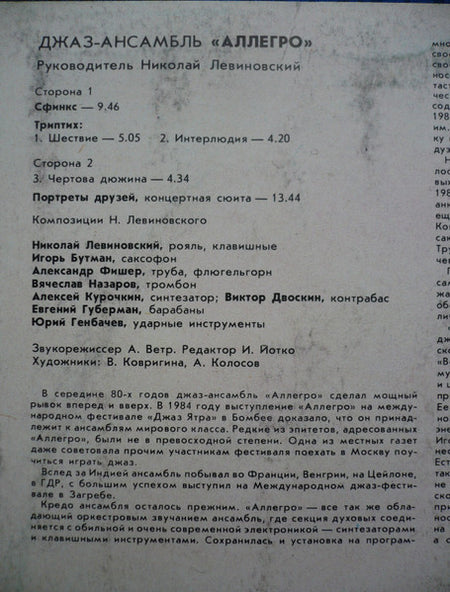 ДЖАЗ-АНСАМБЛЬ «АЛЛЕГРО»
Руководитель Николай Левиновский
Сторона 1
Сфинкс — 9.46
Триптих:
1. Шествие — 5.05 2. Интерлюдия — 4.20
Сторона 2
3. Чертова дюжина — 4.34
Портреты друзей, концертная сюита — 13.44
Композиции Н. Левиновского
Николай Левиновский, рояль, клавишные
Игорь Бутман, саксофон
Александр Фишер, труба, флюгельгорн
Вячеслав Назаров, тромбон
Алексей Курочкин, синтезатор; Виктор Двоскин, контрабас
Евгений Губерман, барабаны
Юрий Генбачев, ударные инструменты
Звукорежиссер А. Ветр. Редактор И. Йотко
Художники: В. Ковригина, А. Колосов
В середине 80-х годов джаз-ансамбль «Аллегро» сделал мощный
рывок вперед и вверх. В 1984 году выступление «Аллегро» на меж-
дународном фестивале «Джаз Ятра» в Бомбее доказало, что он принад-
лежит к ансамблям мирового класса. Редкие из эпитетов, адресованных
«Аллегро», были не в превосходной степени. Одна из местных газет
даже советовала прочим участникам фестиваля поехать в Москву поу-
читься играть джаз.
Вслед за Индией ансамбль побывал во Франции, Венгрии, на Цейлоне,
в ГДР, с большим успехом выступил на Международном джаз-фести-
вале в Загребе.
Кредо ансамбля осталось прежним. «Аллегро» — все так же обла-
дающий оркестровым звучанием ансамбль, где секция духовых соеди-
няется с обильной и очень современной электроникой — синтезаторами
и клавишными инструментами. Сохранилась и установка на програм-